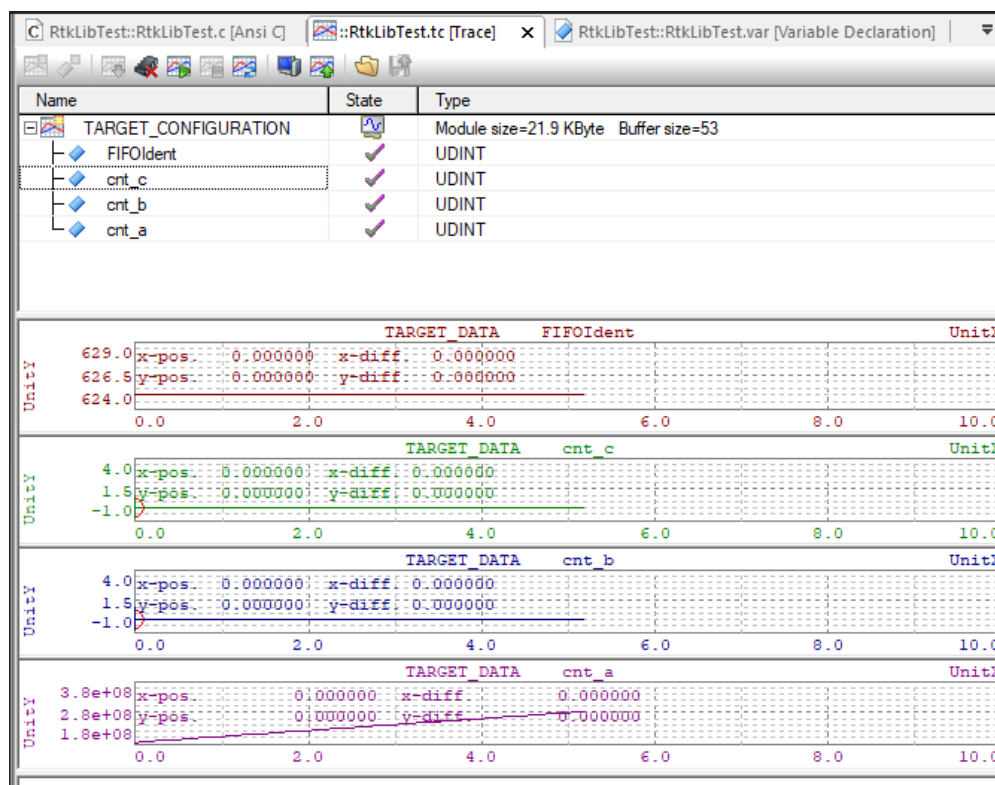 RtkLibTest::RtkLibTest.c [Ansi C] ::RtkLibTest.tc [Trace] RtkLibTest::RtkLibTest.var [Variable Declaration]
Name State Type
TARGET_CONFIGURATION Module size=21.9 KByte Buffer size=53
FIFOIdent UDINT
cnt_c UDINT
cnt_b UDINT
cnt_a UDINT
TARGET_DATA FIFOIdent
UnityY
629.0 x-pos. 0.000000 x-diff. 0.000000
626.5 y-pos. 0.000000 y-diff. 0.000000
624.0
0.0 2.0 4.0 6.0 8.0 10.0
TARGET_DATA cnt_c
UnitY
4.0 x-pos. 0.000000 x-diff. 0.000000
1.5 y-pos. 0.000000 y-diff. 0.000000
-1.0
0.0 2.0 4.0 6.0 8.0 10.0
TARGET_DATA cnt_b
UnitY
4.0 x-pos. 0.000000 x-diff. 0.000000
1.5 y-pos. 0.000000 y-diff. 0.000000
-1.0
0.0 2.0 4.0 6.0 8.0 10.0
TARGET_DATA cnt_a
UnitY
3.8e+08 x-pos. 0.000000 x-diff. 0.000000
2.8e+08 y-pos. 0.000000 y-diff. 0.000000
1.8e+08
0.0 2.0 4.0 6.0 8.0 10.0